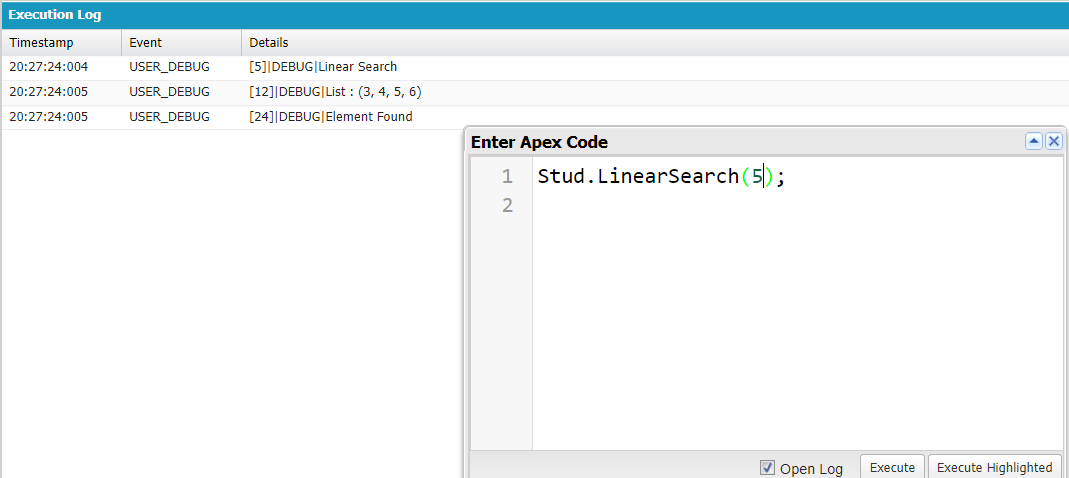 Execution Log
Timestamp Event Details
20:27:24:004 USER_DEBUG [5]|DEBUG|Linear Search
20:27:24:005 USER_DEBUG [12]|DEBUG|List : (3, 4, 5, 6)
20:27:24:005 USER_DEBUG [24]|DEBUG|Element Found
Enter Apex Code
1 Stud.LinearSearch(5);
2
Open Log Execute Execute Highlighted